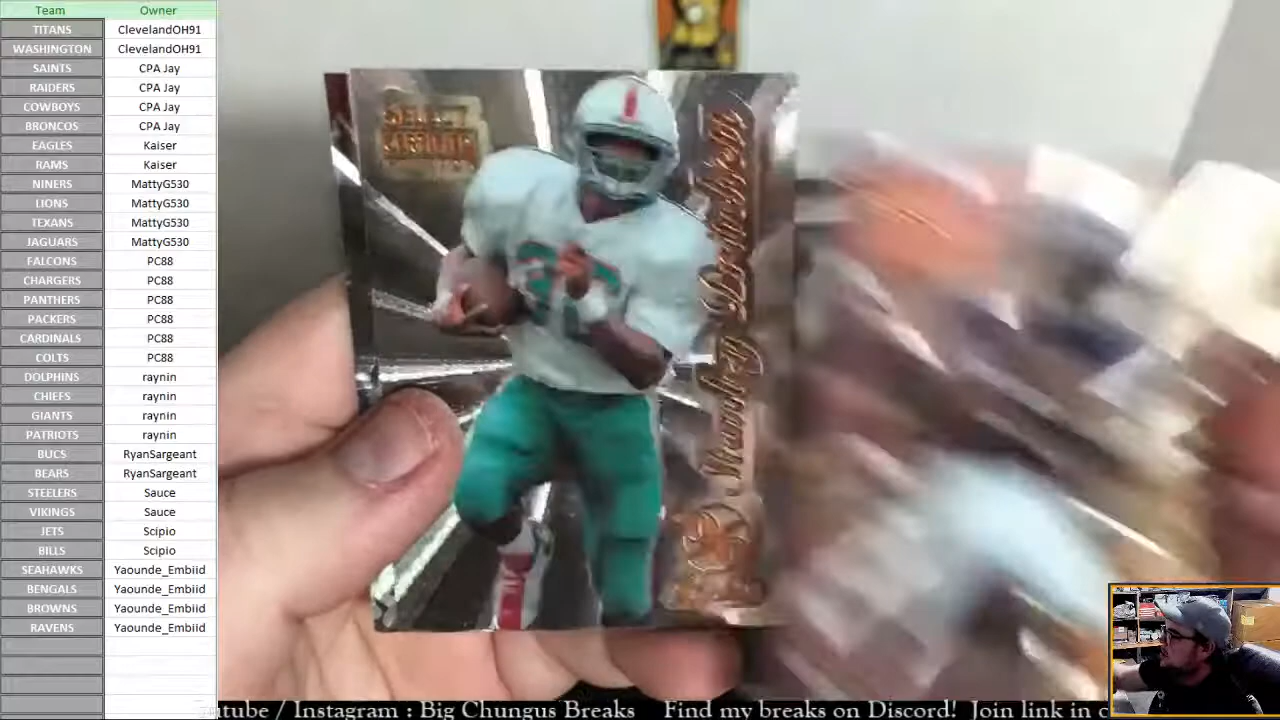 Team Owner
TITANS ClevelandOH91
WASHINGTON ClevelandOH91
SAINTS CPA Jay
RAIDERS CPA Jay
COWBOYS CPA Jay
BRONCOS CPA Jay
EAGLES Kaiser
RAMS Kaiser
NINERS MattyG530
LIONS MattyG530
TEXANS MattyG530
JAGUARS MattyG530
FALCONS PC88
CHARGERS PC88
PANTHERS PC88
PACKERS PC88
CARDINALS PC88
COLTS PC88
DOLPHINS raynin
CHIEFS raynin
GIANTS raynin
PATRIOTS raynin
BUCS RyanSargeant
BEARS RyanSargeant
STEELERS Sauce
VIKINGS Sauce
JETS Scipio
BILLS Scipio
SEAHAWKS Yaounde_Embiid
BENGALS Yaounde_Embiid
BROWNS Yaounde_Embiid
RAVENS Yaounde_Embiid
SELECT
Stanley Pritchett
utube / Instagram : Big Chungus Breaks Find my breaks on Discord! Join link in c